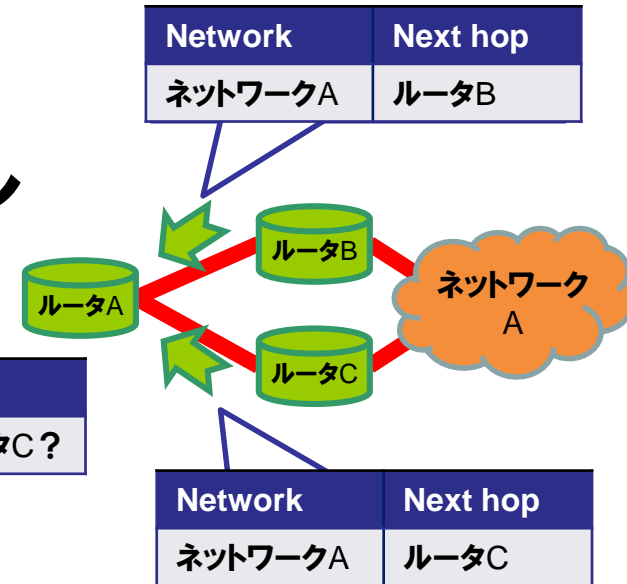 Network Next hop
ネットワークA ルータB
ルータB
ルータA
ネットワーク
A
ルータC
C？
Network Next hop
ネットワークA ルータC